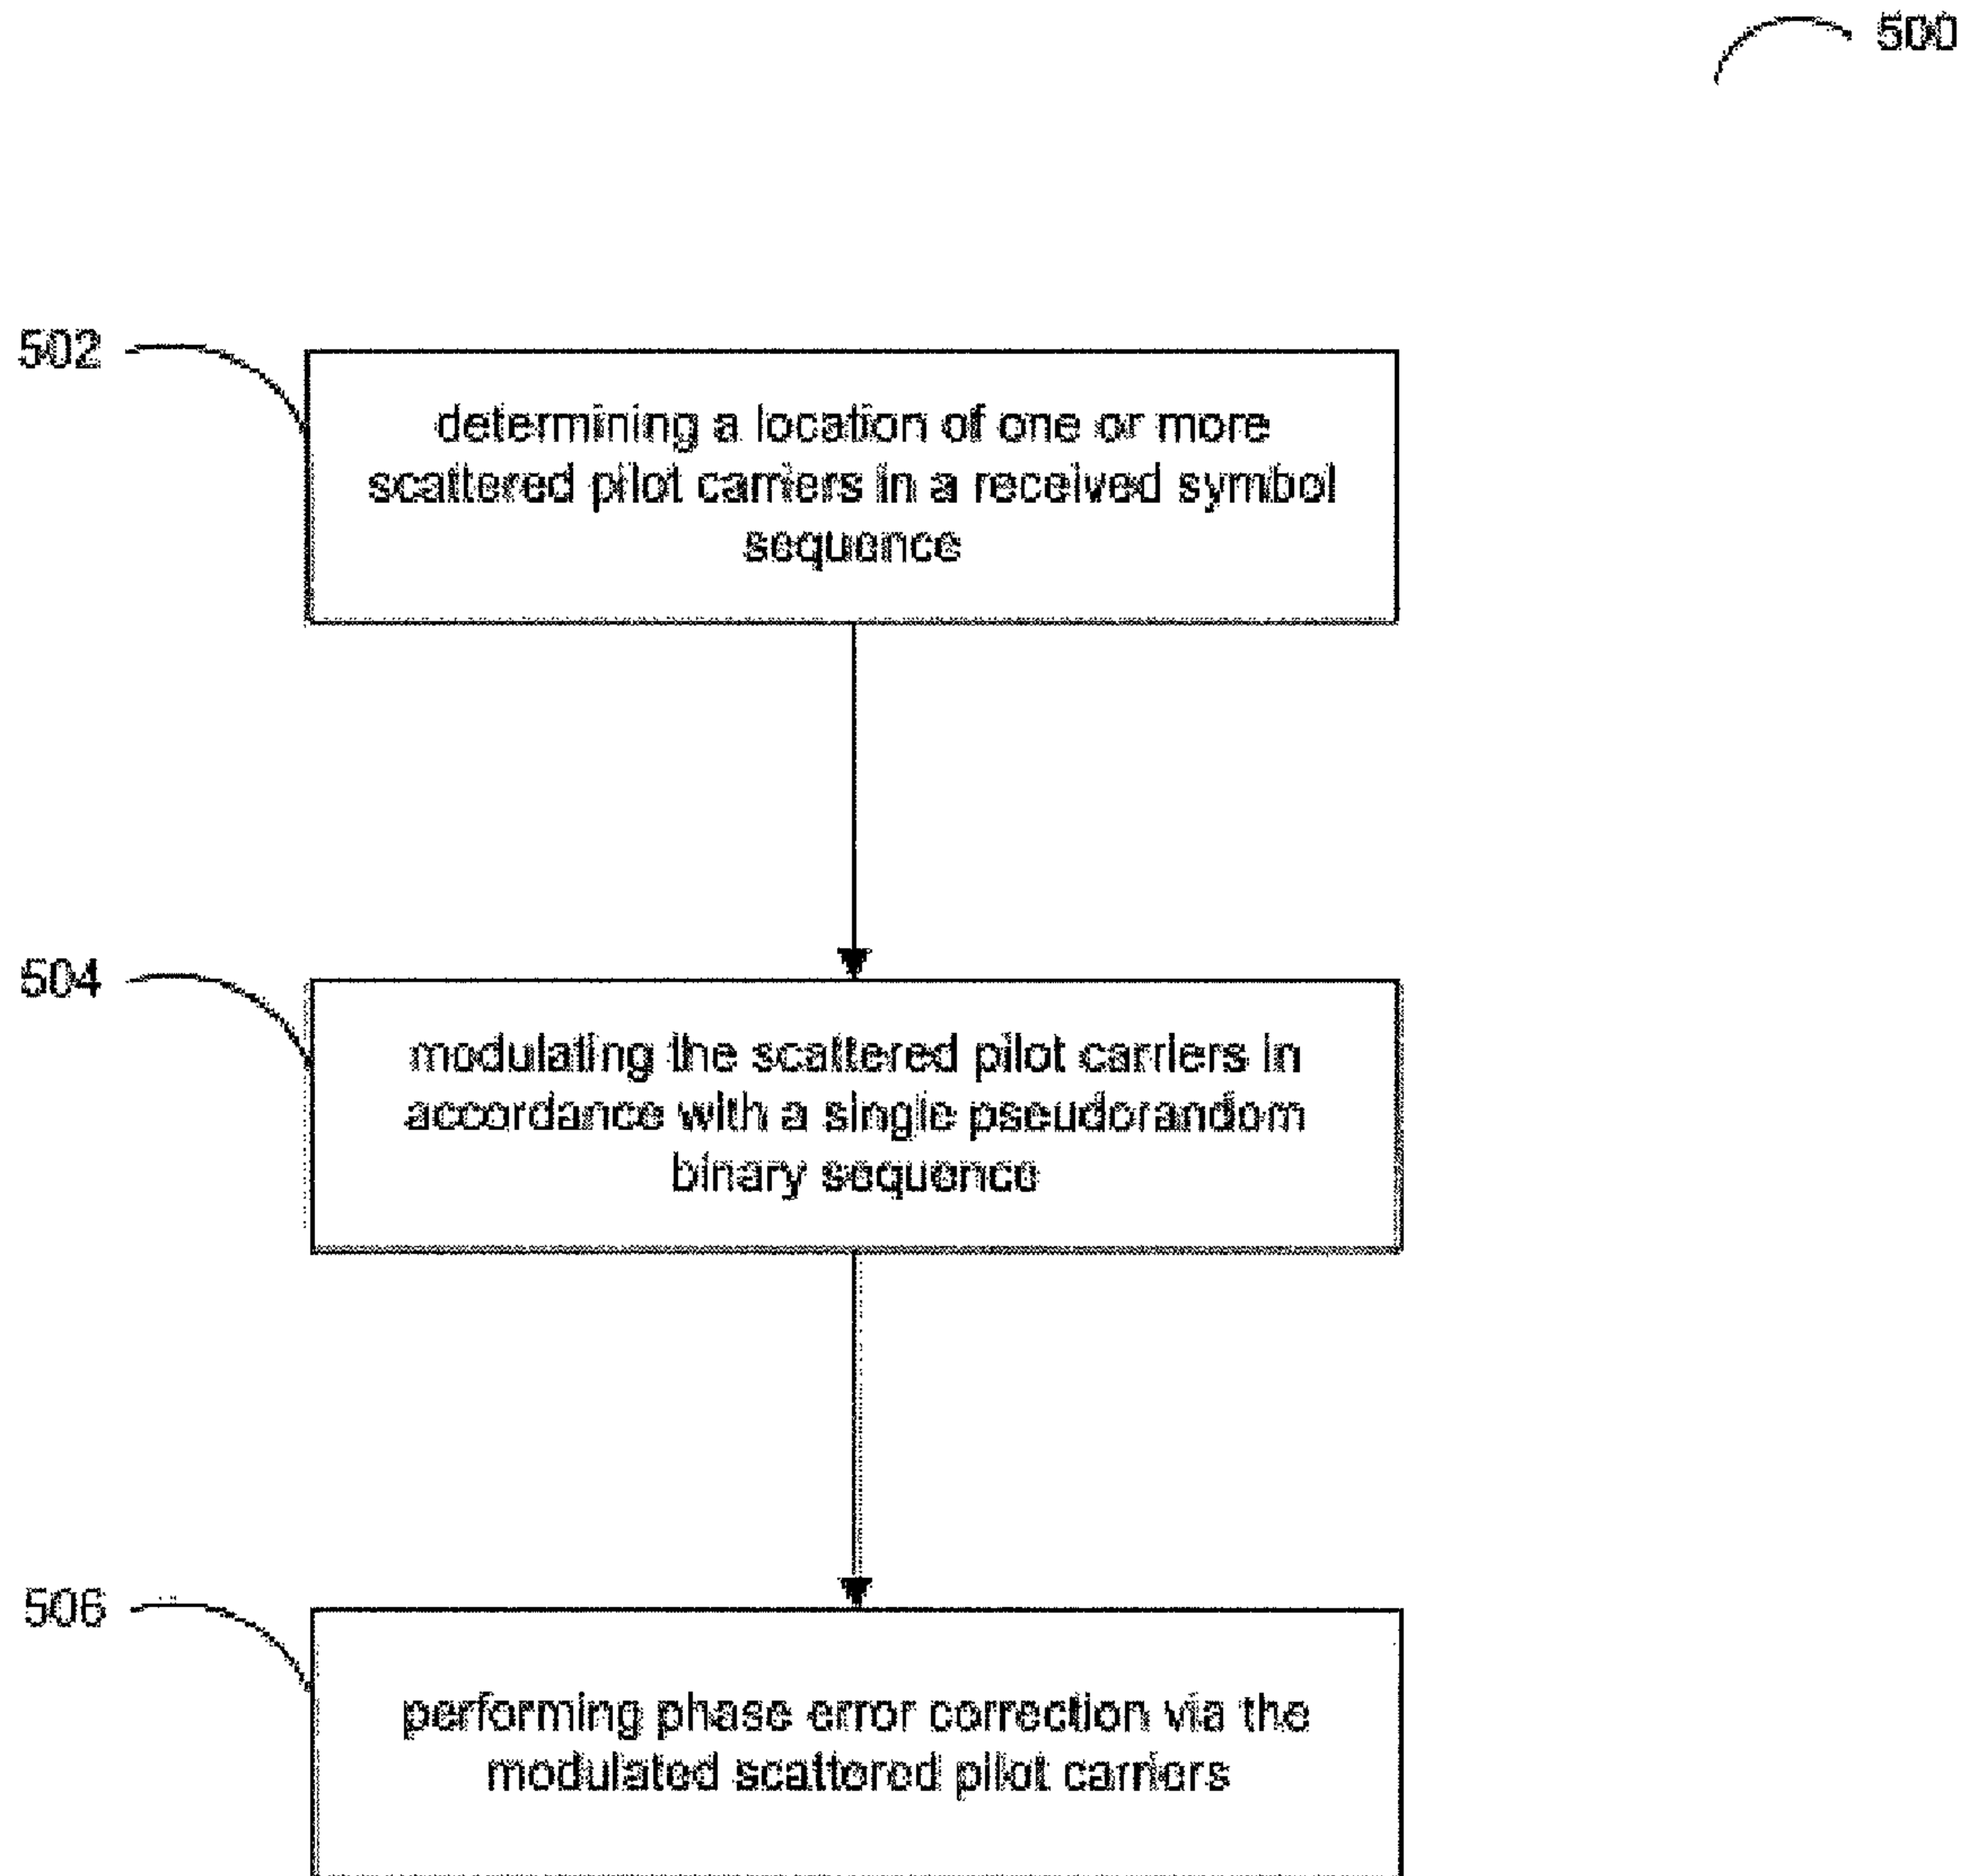 500
502
determining a location of one or more
scattered pilot carriers in a received symbol
sequence
504
modulating the scattered pilot carriers in
accordance with a single pseudorandom
binary sequence
506
performing phase error correction via the
modulated scattered pilot carriers